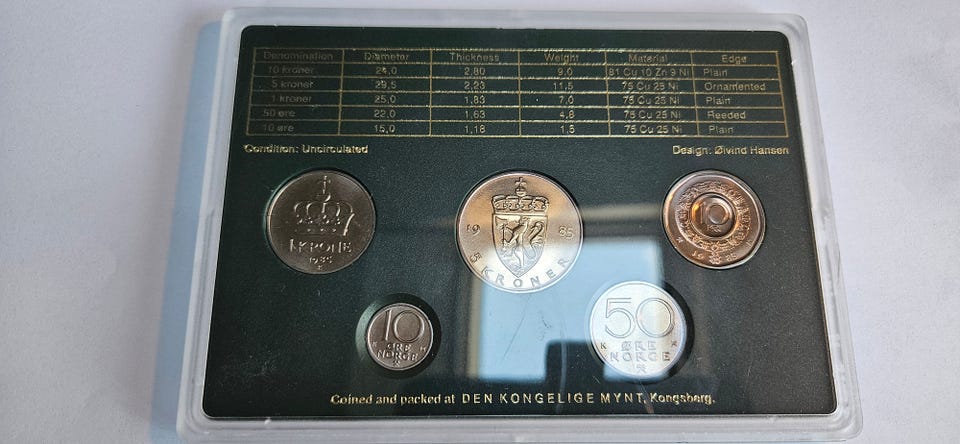 Denomination Diameter Thickness Weight Material Edge
10 kroner 24,0 2,80 9,0 81 Cu 10 Zn 9 Ni Plain
5 kroner 29,5 2,23 11,5 75 Cu 25 Ni Ornamented
1 krone 25,0 1,83 7,0 75 Cu 25 Ni Plain
50 øre 22,0 1,63 4,8 75 Cu 25 Ni Reeded
10 øre 15,0 1,18 1,5 75 Cu 25 Ni Plain
Condition: Uncirculated Design: Øivind Hansen
1 KRONE
1985
K
19 85
5 KRONER
10
KR
19 85
10
ØRE
NORGE
50
K
ØRE
NORGE
Coined and packed at DEN KONGELIGE MYNT, Kongsberg.